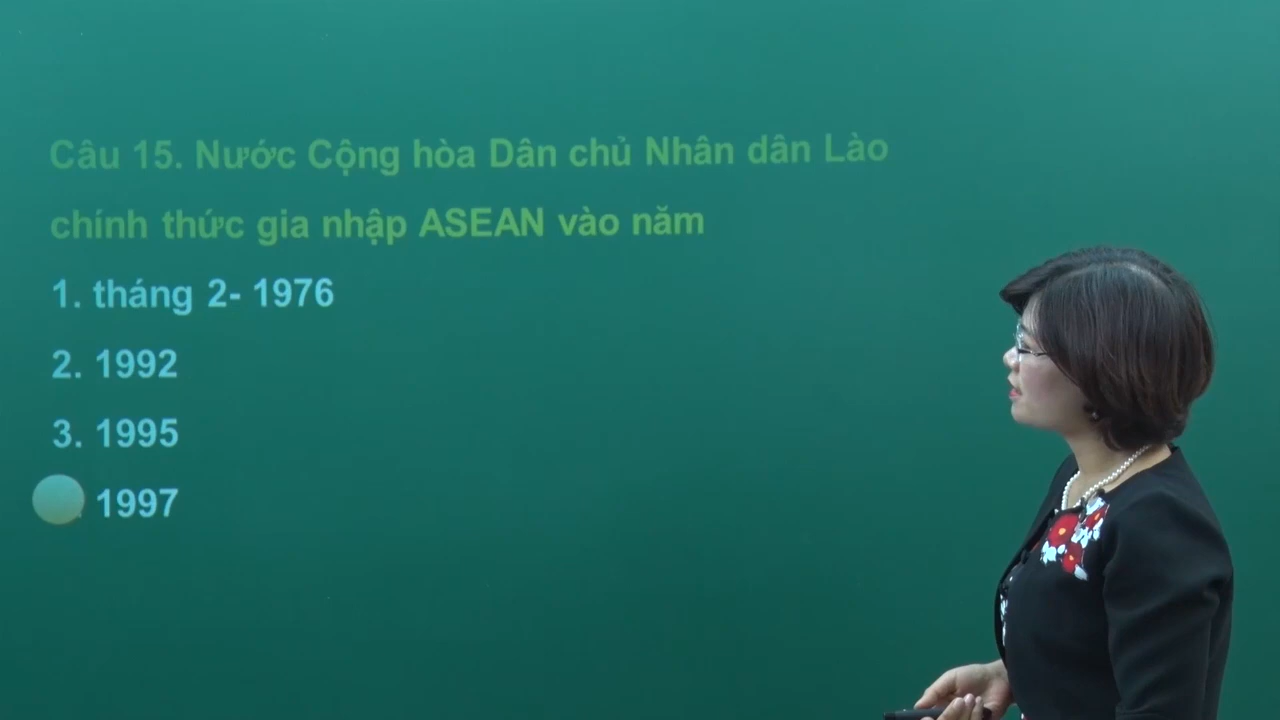 Câu 15. Nước Cộng hòa Dân chủ Nhân dân Lào
chính thức gia nhập ASEAN vào năm
1. tháng 2- 1976
2. 1992
3. 1995
1997